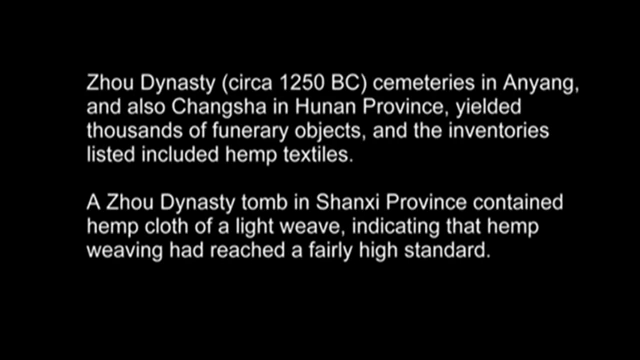 Zhou Dynasty (circa 1250 BC) cemeteries in Anyang,
and also Changsha in Hunan Province, yielded
thousands of funerary objects, and the inventories
listed included hemp textiles.
A Zhou Dynasty tomb in Shanxi Province contained
hemp cloth of a light weave, indicating that hemp
weaving had reached a fairly high standard.